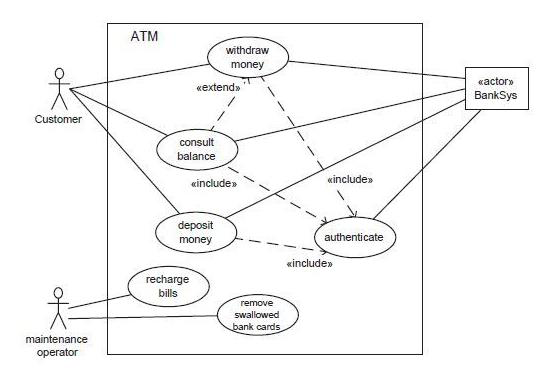 ATM
withdraw
money
«extend»
«actor»
BankSys
Customer
consult
balance
«include»
«include»
deposit
money
authenticate
«include»
recharge
bills
remove
swallowed
bank cards
maintenance
operator